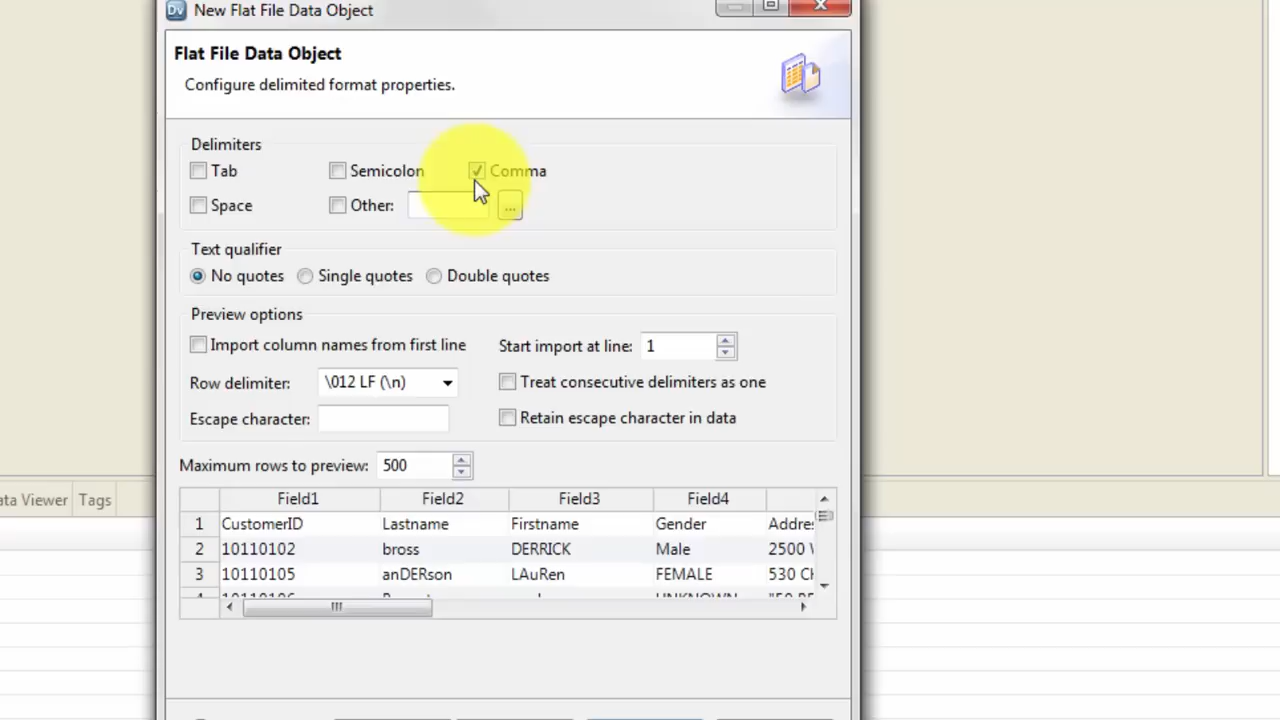 New Flat File Data Object
Flat File Data Object
Configure delimited format properties.
Delimiters
Tab Semicolon Comma
Space Other: ...
Text qualifier
No quotes Single quotes Double quotes
Preview options
Import column names from first line Start import at line: 1
Row delimiter: \012 LF (\n) Treat consecutive delimiters as one
Escape character: Retain escape character in data
Maximum rows to preview: 500
ata Viewer Tags
Field1 Field2 Field3 Field4
1 CustomerID Lastname Firstname Gender Addre
2 10110102 bross DERRICK Male 2500
3 10110105 anDERson LAuRen FEMALE 530